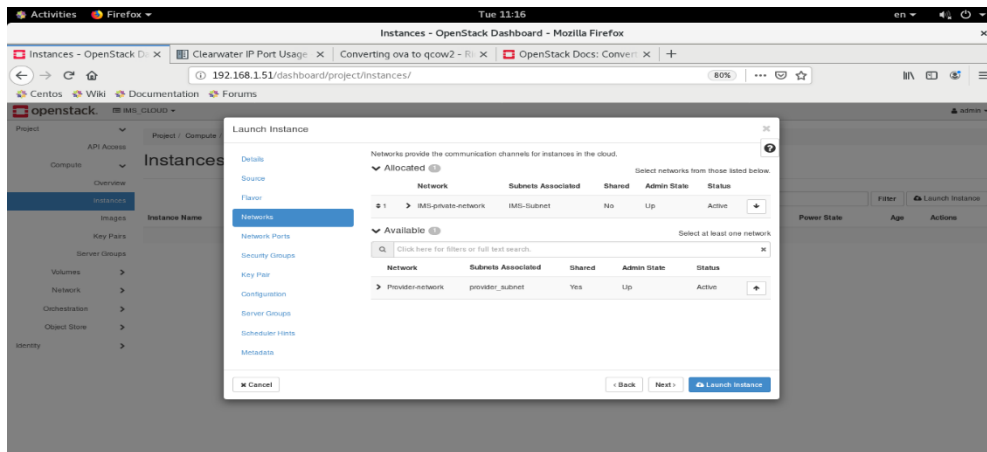 Activities Firefox Tue 11:16 en
Instances - OpenStack Dashboard - Mozilla Firefox
Instances - OpenStack Da Clearwater IP Port Usage Converting ova to qcow2 - Ri OpenStack Docs: Convert
192.168.1.51/dashboard/project/instances/ 80%
Centos Wiki Documentation Forums
openstack. IMS_CLOUD admin
Project
API Access
Compute
Overview
Instances
Images
Key Pairs
Server Groups
Volumes
Network
Orchestration
Object Store
Identity
Project / Compute /
Instances
Filter Launch Instance
Instance Name Power State Age Actions
Launch Instance
Details
Source
Flavor
Networks
Network Ports
Security Groups
Key Pair
Configuration
Server Groups
Scheduler Hints
Metadata
Networks provide the communication channels for instances in the cloud.
Allocated Select networks from those listed below.
Network Subnets Associated Shared Admin State Status
1 IMS-private-network IMS-Subnet No Up Active
Available Select at least one network
Click here for filters or full text search.
Network Subnets Associated Shared Admin State Status
Provider-network provider_subnet Yes Up Active
Cancel Back Next Launch Instance